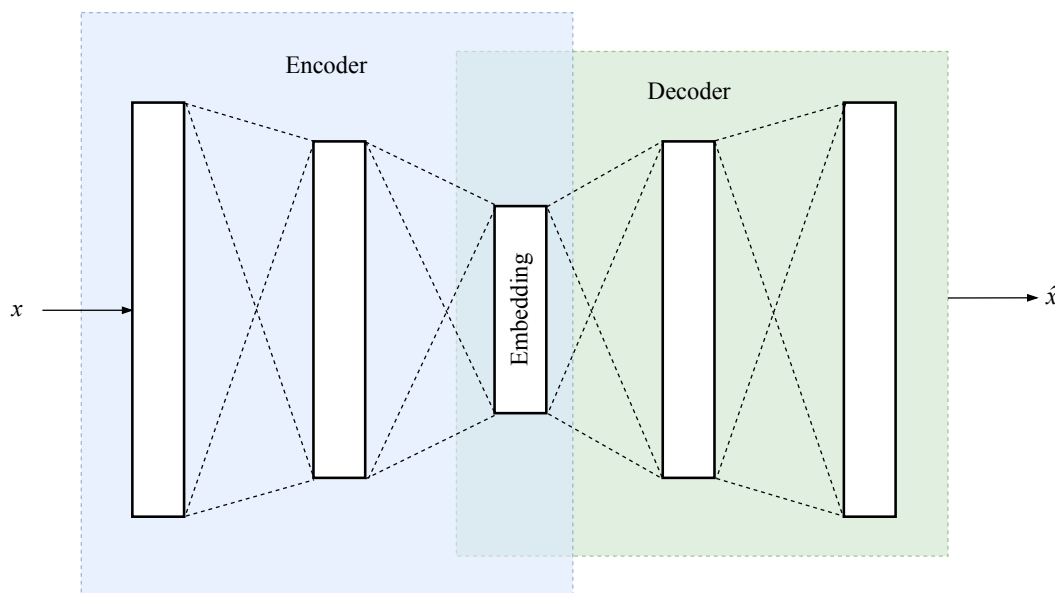 Encoder
Decoder
x
Embedding
x̂